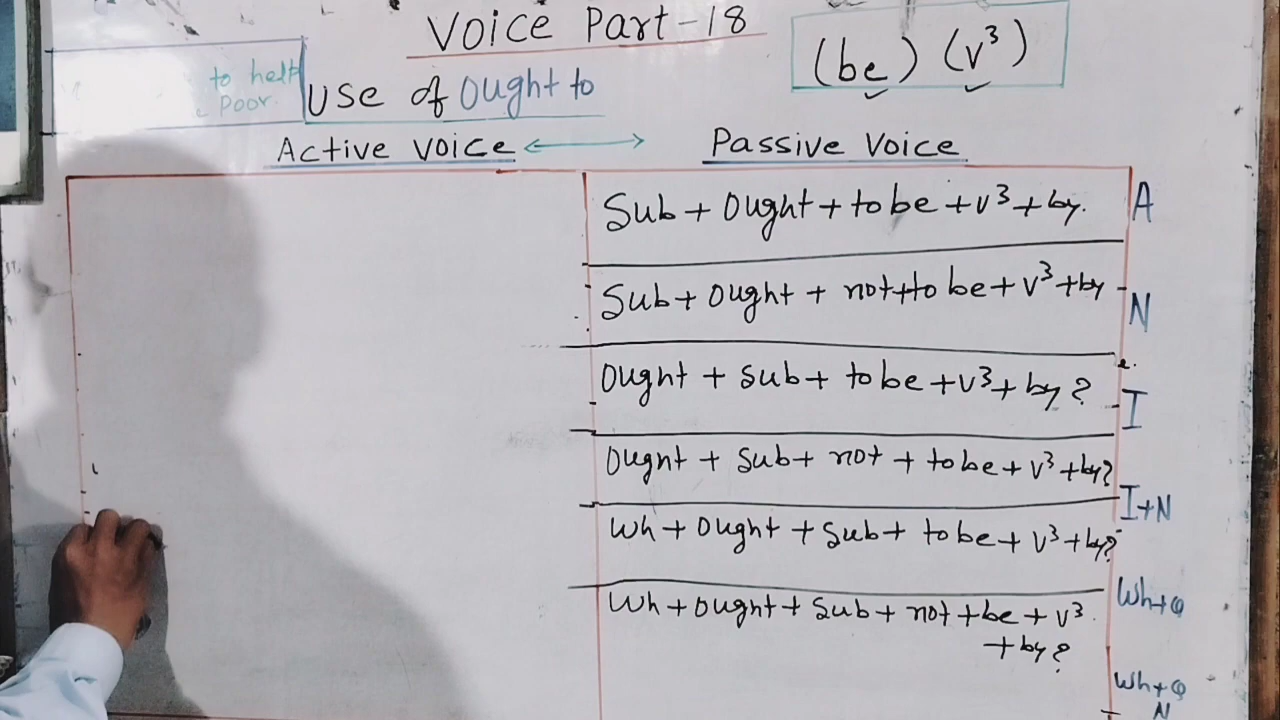 Voice Part-18
(be) (v³)
to help
Poor.
Use of Ought to
Active Voice
Passive Voice
Sub + Ought + to be + v³ + by.
A
Sub + Ought + not + to be + v³ + by
N
Ought + Sub + to be + v³ + by?
I
Ought + Sub + not + to be + v³ + by?
I+N
Wh + Ought + Sub + to be + v³ + by?
Wh+Q
Wh + Ought + Sub + not + be + v³
+ by?
Wh+Q
N